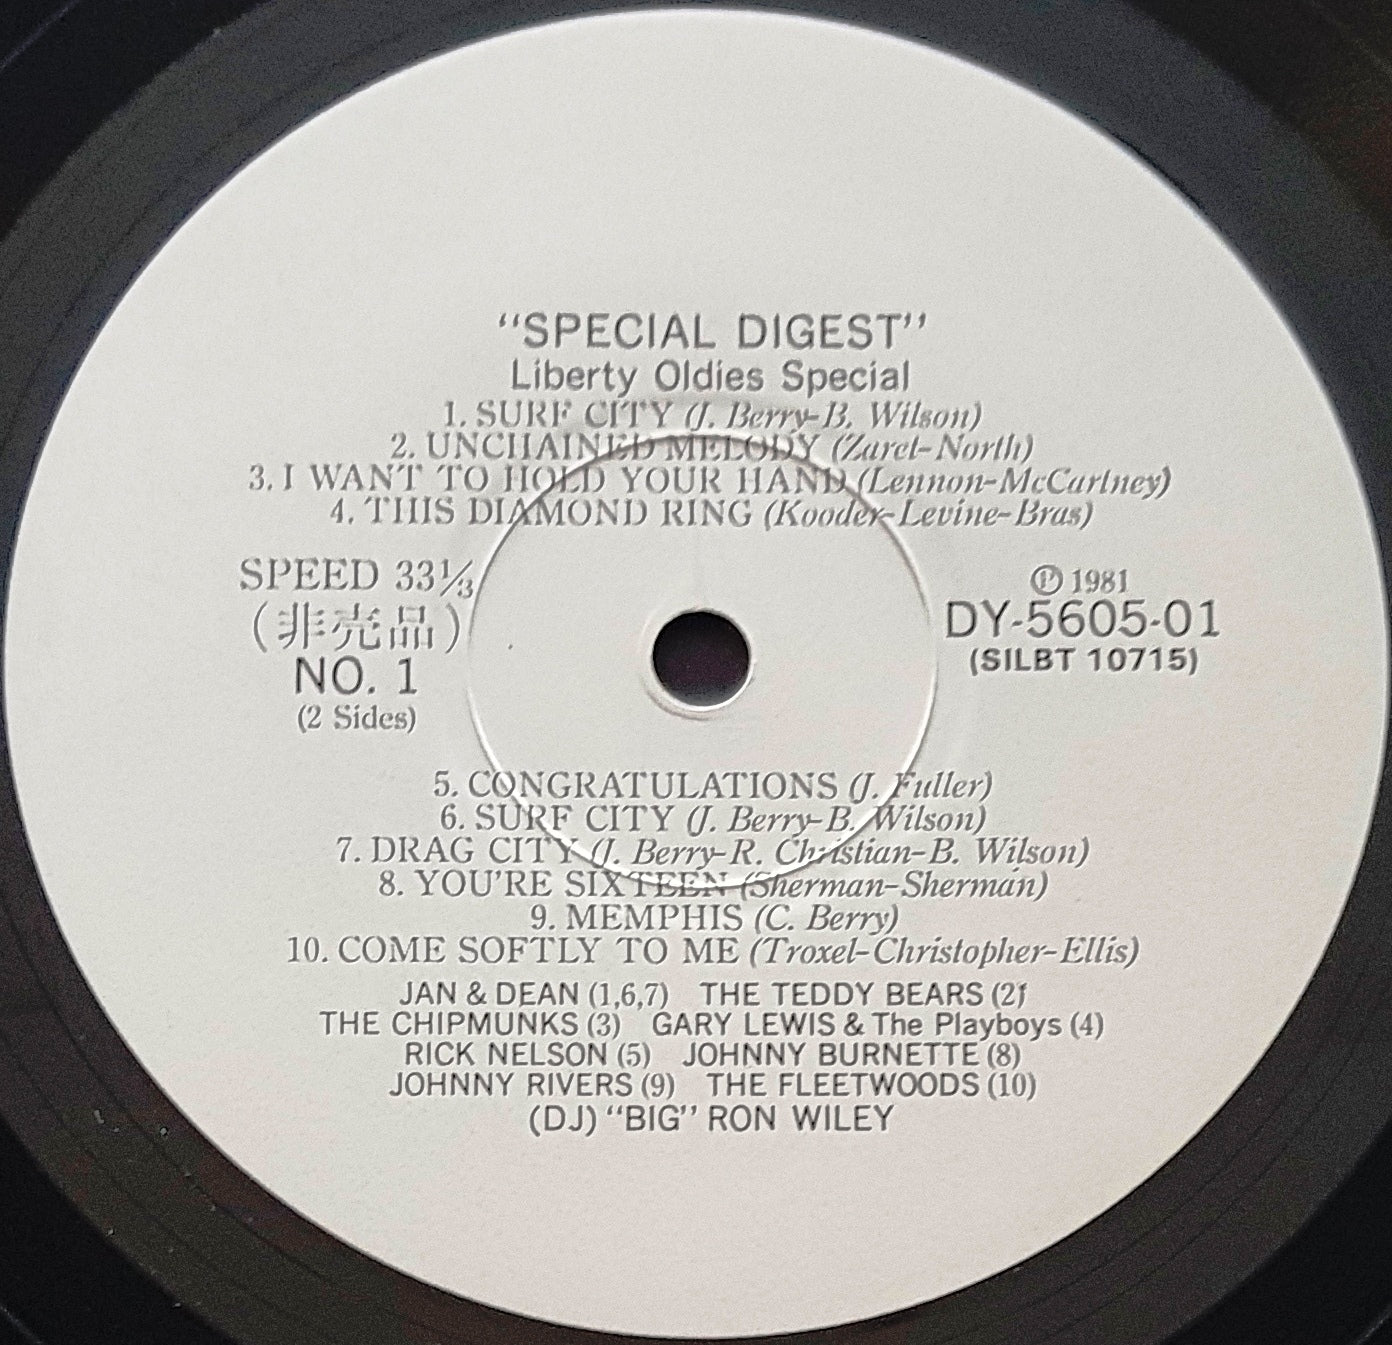 “SPECIAL DIGEST”
Liberty Oldies Special
1. SURF CITY (J. Berry-B. Wilson)
2. UNCHAINED MELODY (Zaret-North)
3. I WANT TO HOLD YOUR HAND (Lennon-McCartney)
4. THIS DIAMOND RING (Kooder-Levine-Bras)
SPEED 33⅓
(非売品)
NO. 1
(2 Sides)
Ⓟ 1981
DY-5605-01
(SILBT 10715)
5. CONGRATULATIONS (J. Fuller)
6. SURF CITY (J. Berry-B. Wilson)
7. DRAG CITY (J. Berry-R. Christian-B. Wilson)
8. YOU'RE SIXTEEN (Sherman-Sherman)
9. MEMPHIS (C. Berry)
10. COME SOFTLY TO ME (Troxel-Christopher-Ellis)
JAN & DEAN (1,6,7) THE TEDDY BEARS (2)
THE CHIPMUNKS (3) GARY LEWIS & The Playboys (4)
RICK NELSON (5) JOHNNY BURNETTE (8)
JOHNNY RIVERS (9) THE FLEETWOODS (10)
(DJ) “BIG” RON WILEY